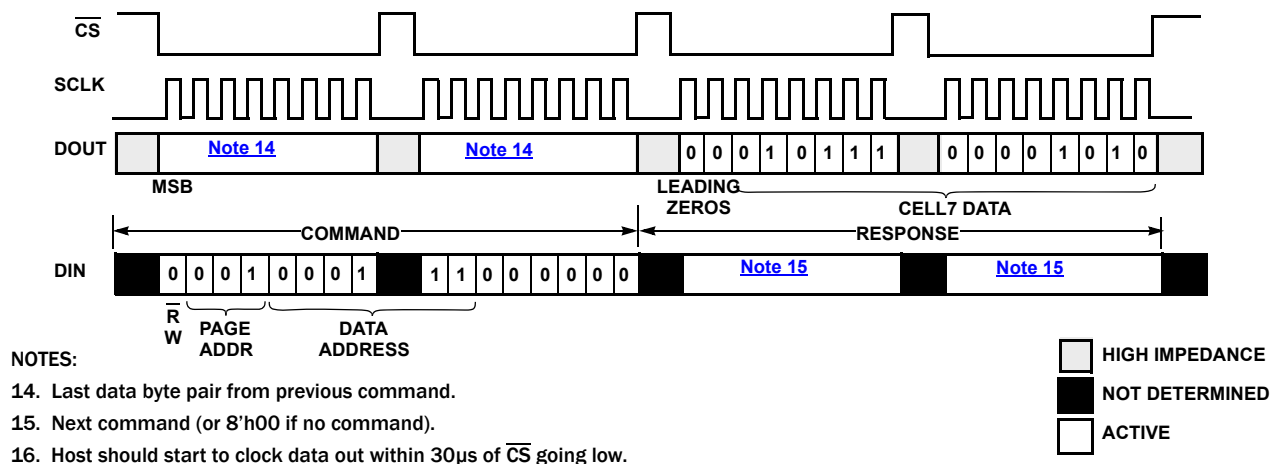 CS
SCLK
DOUT Note 14 Note 14 0 0 0 1 0 1 1 1 0 0 0 0 1 0 1 0
MSB LEADING ZEROS CELL7 DATA
COMMAND RESPONSE
DIN 0 0 0 1 0 0 0 1 1 1 0 0 0 0 0 0 Note 15 Note 15
R W PAGE ADDR DATA ADDRESS
NOTES:
14. Last data byte pair from previous command.
15. Next command (or 8'h00 if no command).
16. Host should start to clock data out within 30µs of CS going low.
HIGH IMPEDANCE
NOT DETERMINED
ACTIVE